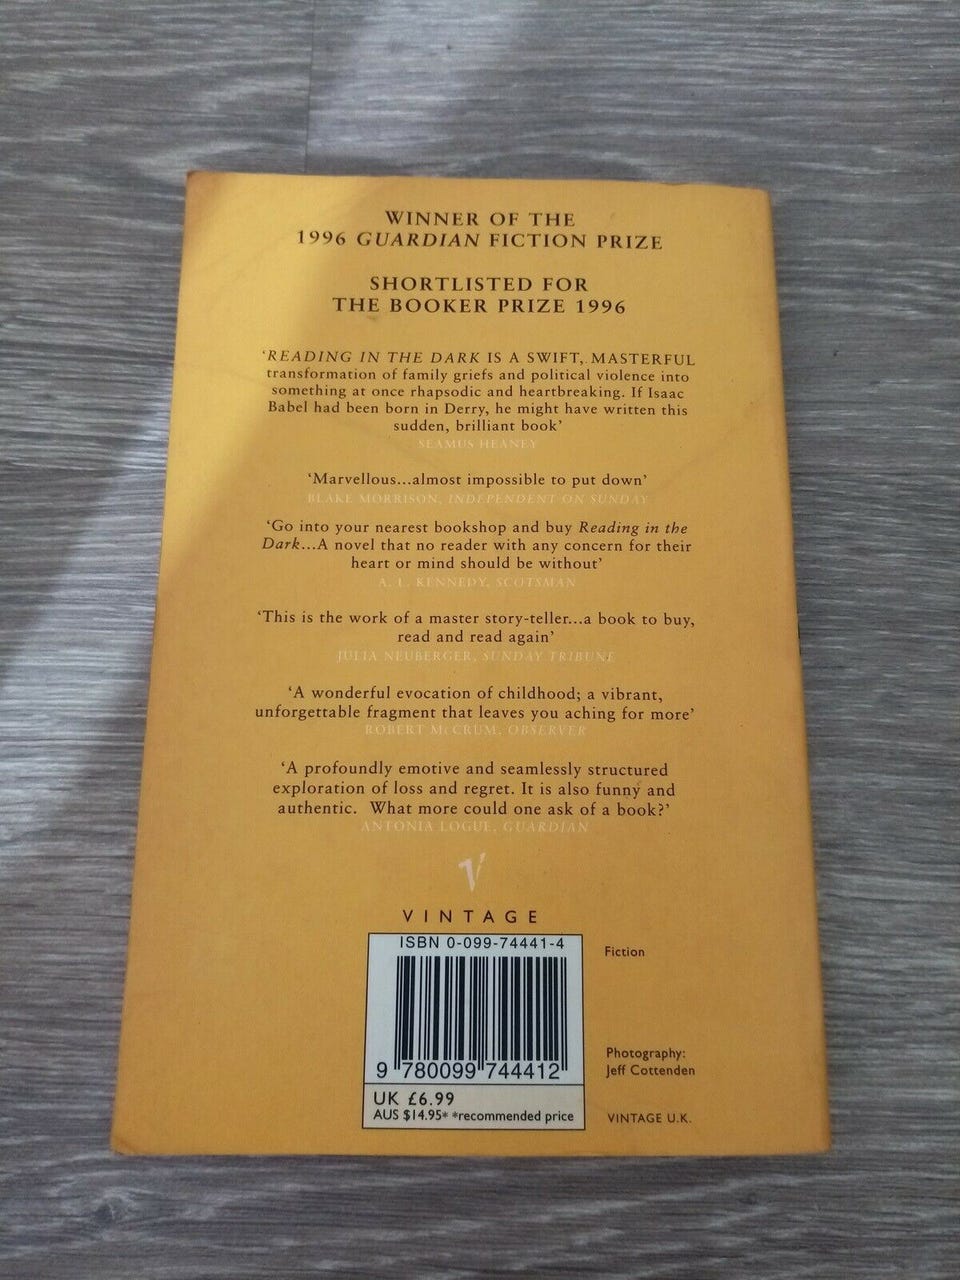 WINNER OF THE
1996 GUARDIAN FICTION PRIZE
SHORTLISTED FOR
THE BOOKER PRIZE 1996
‘READING IN THE DARK IS A SWIFT, MASTERFUL
transformation of family griefs and political violence into
something at once rhapsodic and heartbreaking. If Isaac
Babel had been born in Derry, he might have written this
sudden, brilliant book’
SEAMUS HEANEY
‘Marvellous...almost impossible to put down’
BLAKE MORRISON, INDEPENDENT ON SUNDAY
‘Go into your nearest bookshop and buy Reading in the
Dark...A novel that no reader with any concern for their
heart or mind should be without’
A. L. KENNEDY, SCOTSMAN
‘This is the work of a master story-teller...a book to buy,
read and read again’
JULIA NEUBERGER, SUNDAY TRIBUNE
‘A wonderful evocation of childhood; a vibrant,
unforgettable fragment that leaves you aching for more’
ROBERT McCRUM, OBSERVER
‘A profoundly emotive and seamlessly structured
exploration of loss and regret. It is also funny and
authentic.  What more could one ask of a book?’
ANTONIA LOGUE, GUARDIAN
V
VINTAGE
ISBN 0-099-74441-4
9 780099 744412
UK £6.99
AUS $14.95* *recommended price
Fiction
Photography:
Jeff Cottenden
VINTAGE U.K.